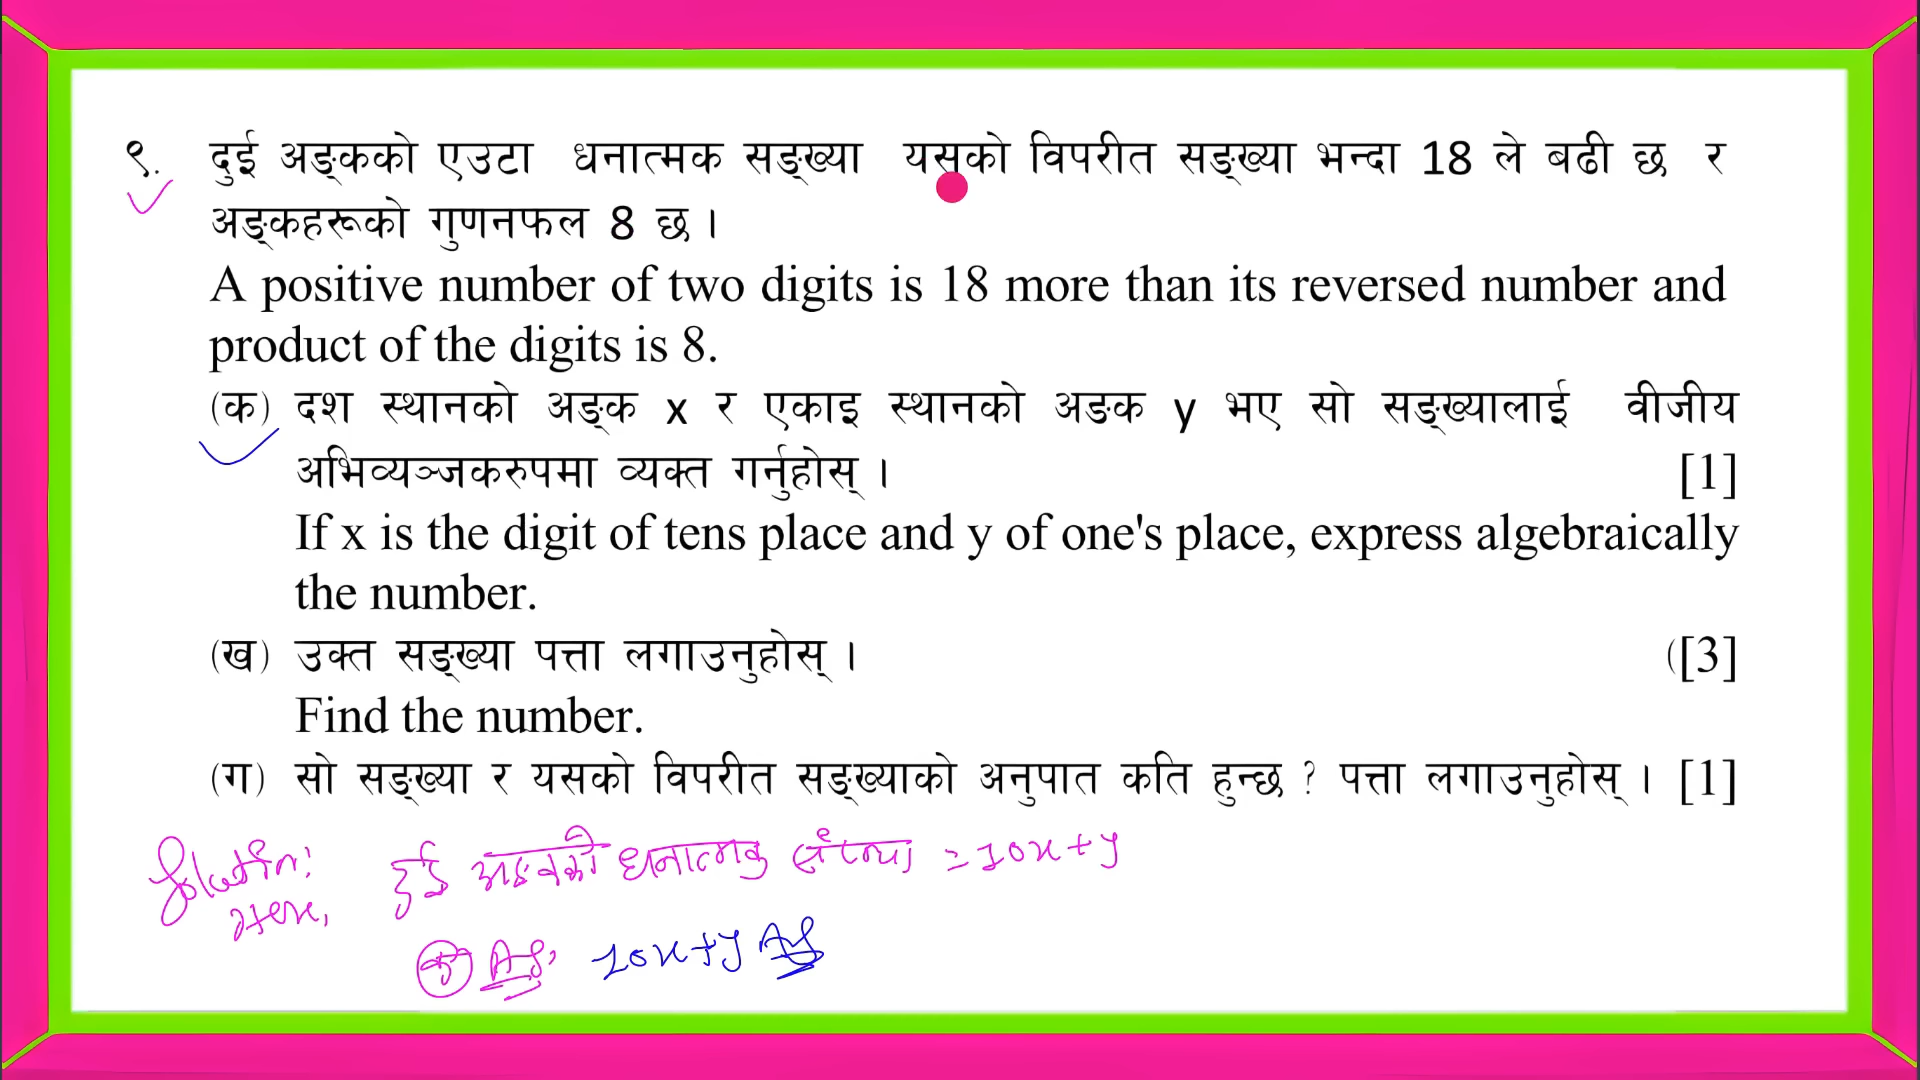 ९. दुई अङ्कको एउटा धनात्मक सङ्ख्या यसको विपरीत सङ्ख्या भन्दा 18 ले बढी छ र
अङ्कहरूको गुणनफल 8 छ ।
A positive number of two digits is 18 more than its reversed number and
product of the digits is 8.
(क) दश स्थानको अङ्क x र एकाइ स्थानको अङक y भए सो सङ्ख्यालाई वीजीय
अभिव्यञ्जकरुपमा व्यक्त गर्नुहोस् । [1]
If x is the digit of tens place and y of one's place, express algebraically
the number.
(ख) उक्त सङ्ख्या पत्ता लगाउनुहोस् । ([3]
Find the number.
(ग) सो सङ्ख्या र यसको विपरीत सङ्ख्याको अनुपात कति हुन्छ ? पत्ता लगाउनुहोस् । [1]
Solution: दुई अङ्कको धनात्मक संख्या = 10x+y
Here,
क Ans: 10x+y Ans